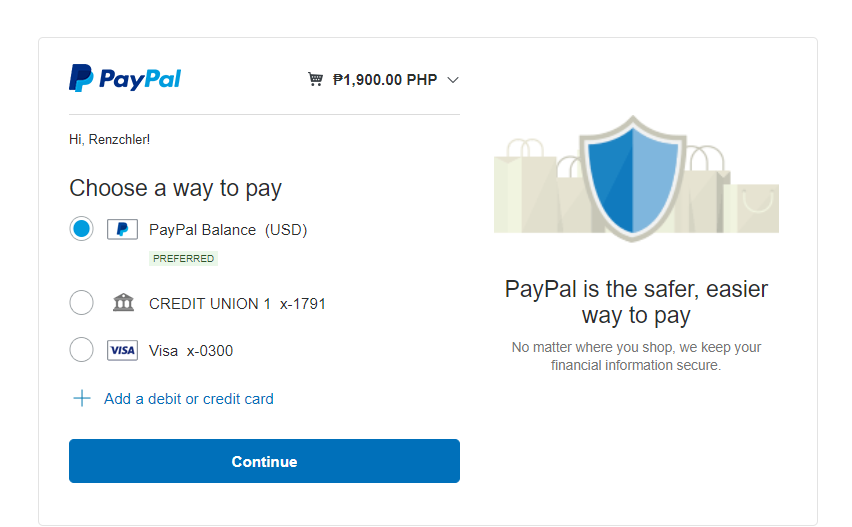 PayPal
₱1,900.00 PHP
Hi, Renzchler!
Choose a way to pay
PayPal Balance (USD)
PREFERRED
CREDIT UNION 1 x-1791
VISA Visa x-0300
Add a debit or credit card
Continue
PayPal is the safer, easier
way to pay
No matter where you shop, we keep your
financial information secure.